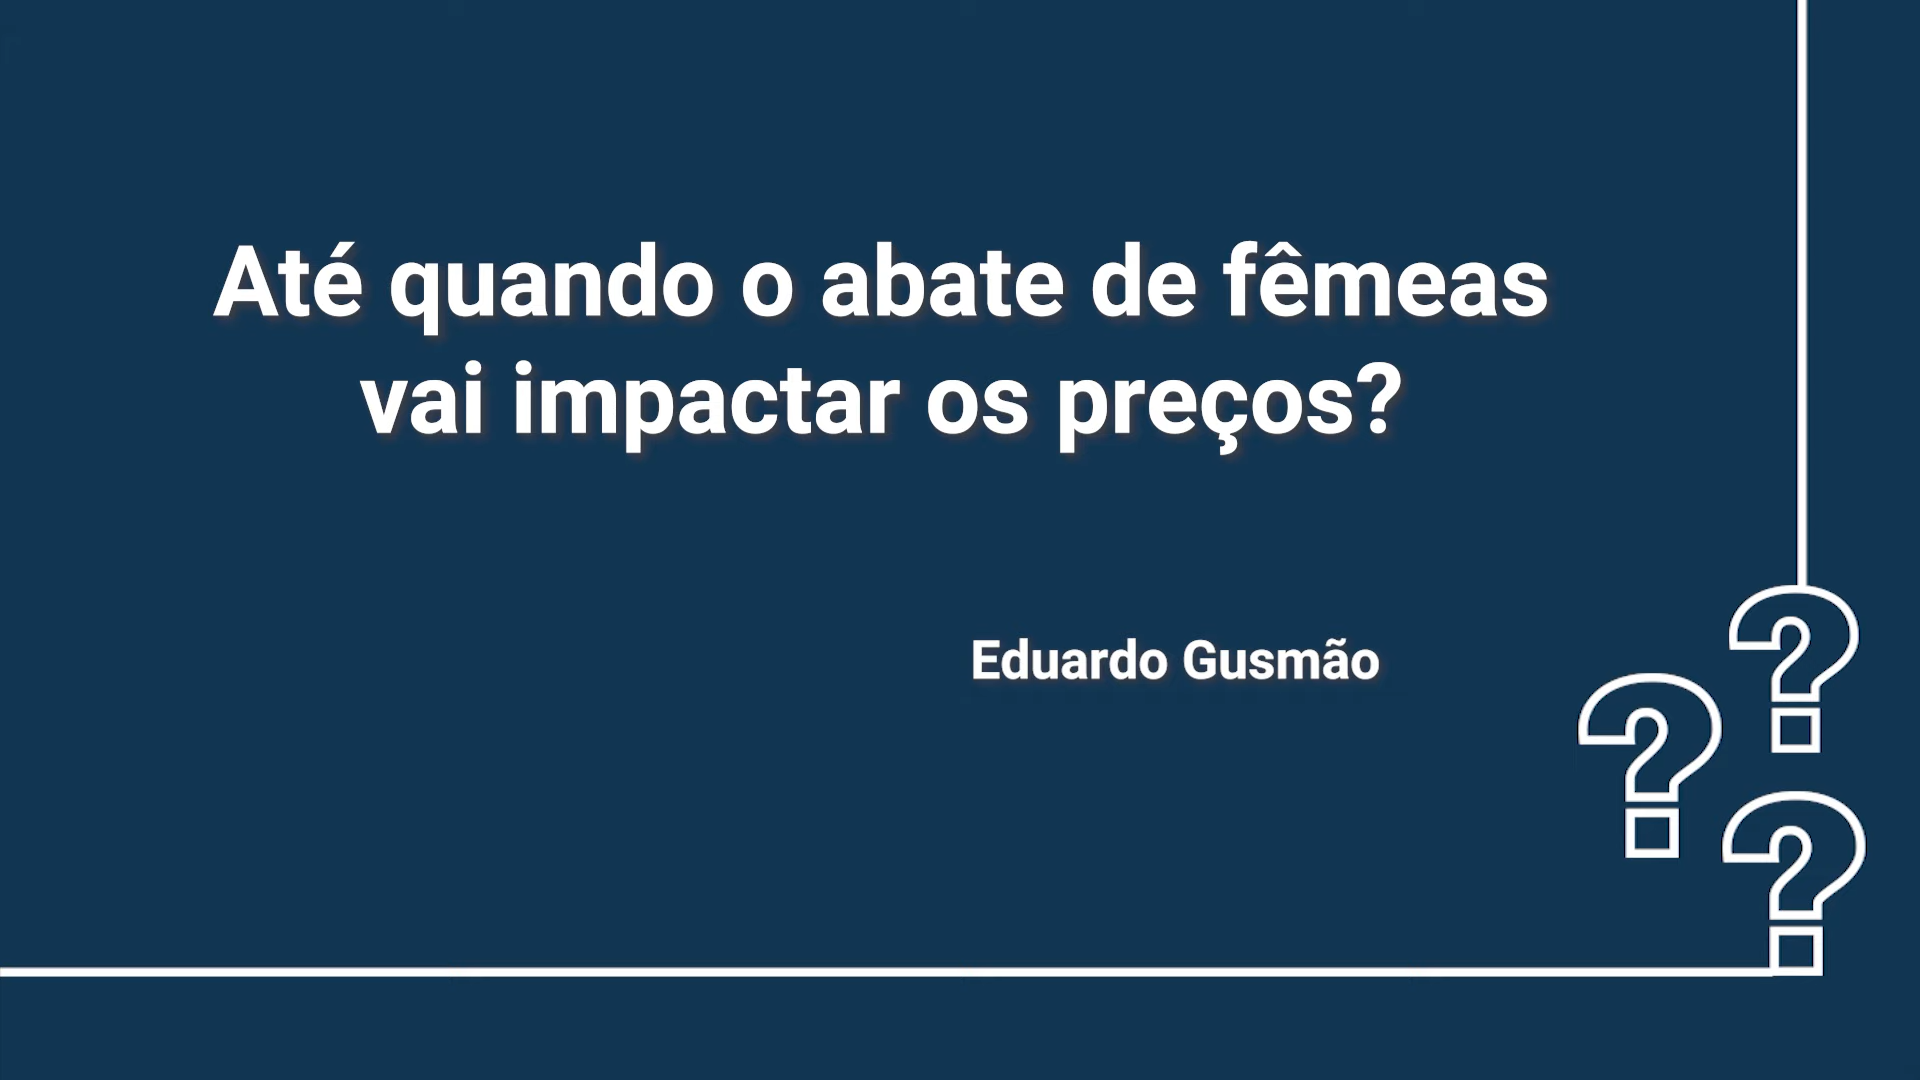 Até quando o abate de fêmeas
vai impactar os preços?
Eduardo Gusmão